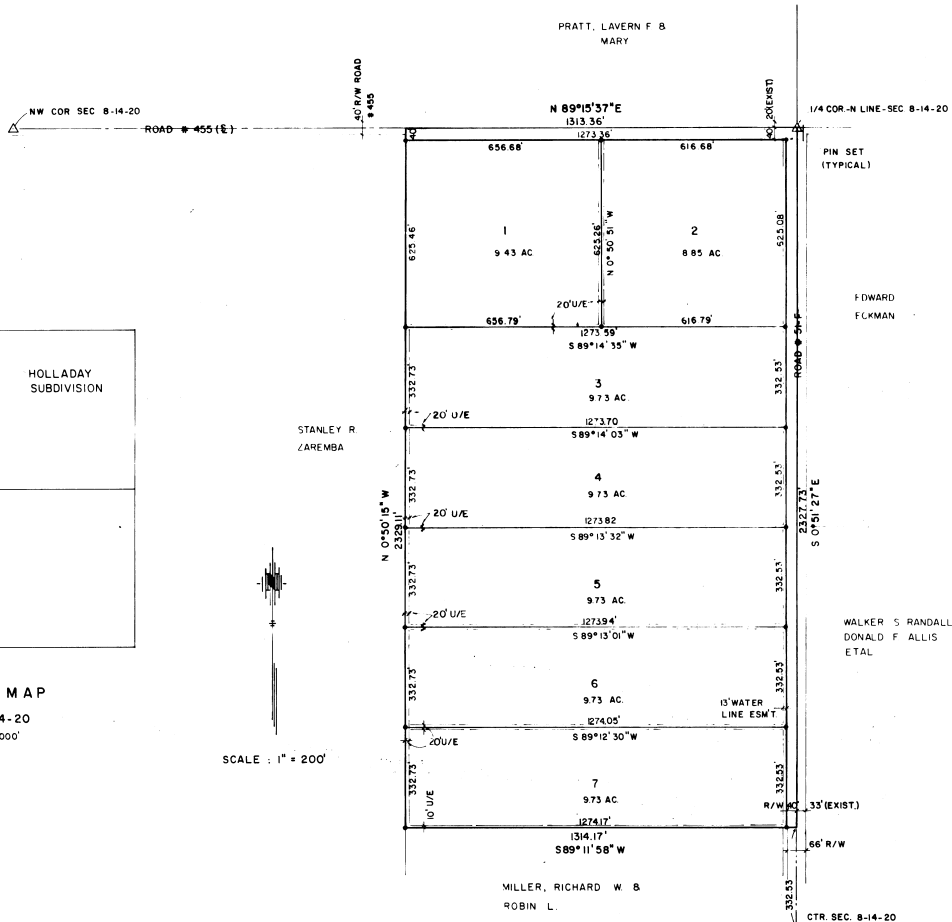 PRATT, LAVERN F &
MARY
NW COR SEC 8-14-20
ROAD # 455 (℄)
40' R/W ROAD
# 455
N 89°15'37"E
1313.36'
1273.36'
40'
20'(EXIST)
40'
1/4 COR.-N LINE-SEC 8-14-20
PIN SET
(TYPICAL)
656.68'
616.68'
625.46'
1
9.43 AC
625.26'
N 0° 50' 51" W
2
8.85 AC
625.08'
20' U/E
656.79'
616.79'
1273.59'
S 89°14' 35" W
EDWARD
ECKMAN
ROAD # 51-F
HOLLADAY
SUBDIVISION
STANLEY R.
ZAREMBA
332.73'
3
9.73 AC.
332.53'
20' U/E
1273.70
S 89°14' 03" W
332.73'
4
9.73 AC
332.53'
N 0° 50' 15" W
2329.11'
20' U/E
1273.82
S 89°13' 32" W
2327.73'
S 0°51'27" E
332.73'
5
9.73 AC.
332.53'
20' U/E
1273.94'
S 89°13'01" W
WALKER S RANDALL
DONALD F ALLIS
ETAL
332.73'
6
9.73 AC.
332.53'
13' WATER
LINE ESM'T.
1274.05'
S 89°12'30" W
20' U/E
MAP
4-20
000'
SCALE : 1" = 200'
332.73'
7
9.73 AC.
332.53'
10' U/E
R/W 40'
33' (EXIST.)
1274.17'
1314.17'
S89°11'58" W
66' R/W
MILLER, RICHARD W. &
ROBIN L.
332.53
CTR. SEC. 8-14-20